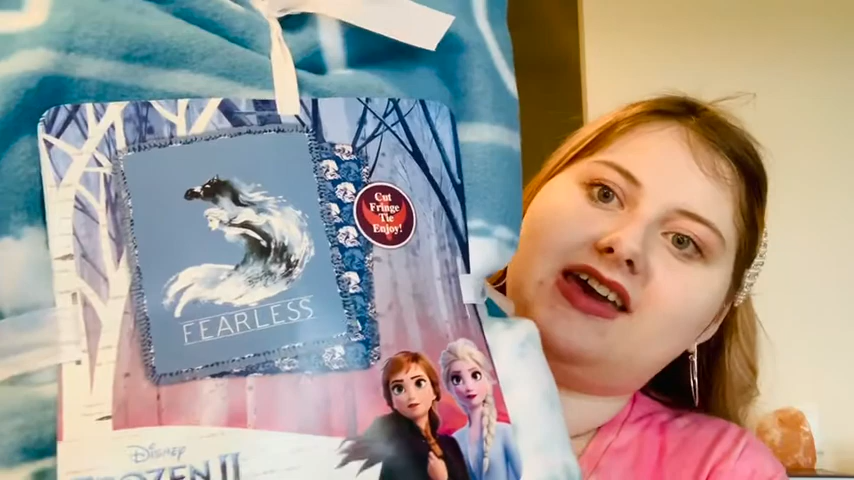 Cut
Fringe
Tie
Enjoy!
FEARLESS
Disney
FROZEN II